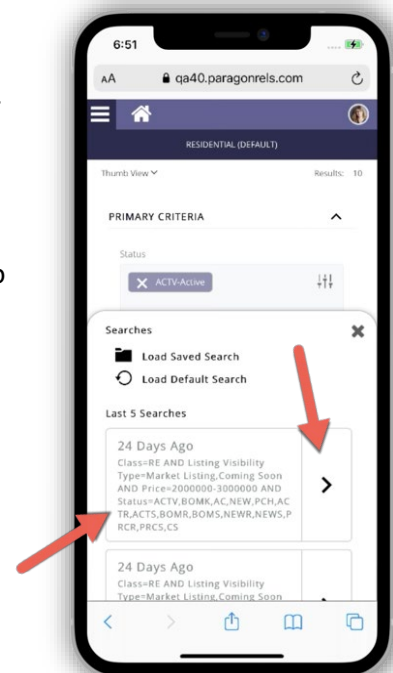 6:51
AA qa40.paragonrels.com
RESIDENTIAL (DEFAULT)
Thumb View Results: 10
PRIMARY CRITERIA
Status
ACTV-Active
Searches
Load Saved Search
Load Default Search
Last 5 Searches
24 Days Ago
Class=RE AND Listing Visibility
Type=Market Listing,Coming Soon
AND Price=2000000-3000000 AND
Status=ACTV,BOMK,AC,NEW,PCH,AC
TR,ACTS,BOMR,BOMS,NEWR,NEWS,P
RCR,PRCS,CS
24 Days Ago
Class=RE AND Listing Visibility
Type=Market Listing,Coming Soon